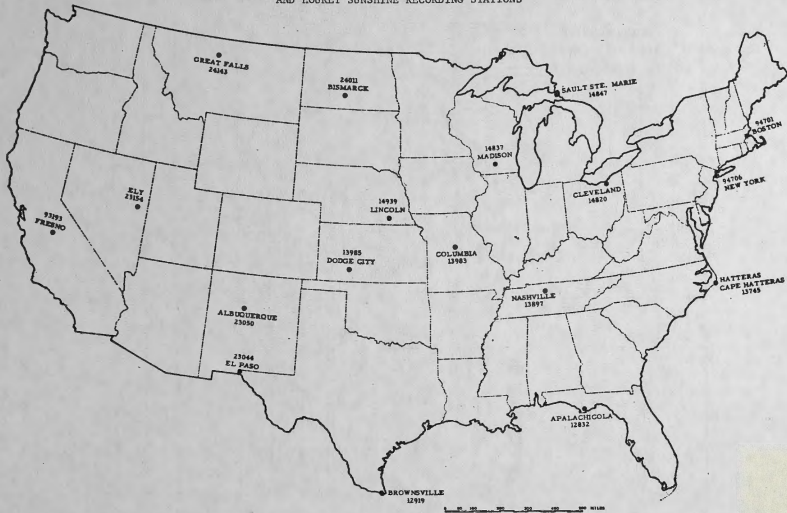 AND LOURET SUNSHINE RECORDING STATIONS
GREAT FALLS
24143
24011
BISMARCK
SAULT STE. MARIE
14847
94701
BOSTON
14837
MADISON
94706
NEW YORK
CLEVELAND
14820
ELY
23154
14939
LINCOLN
93193
FRESNO
COLUMBIA
13983
13985
DODGE CITY
HATTERAS
CAPE HATTERAS
13745
NASHVILLE
13897
ALBUQUERQUE
23050
23044
EL PASO
APALACHICOLA
12832
BROWNSVILLE
12919
MILES